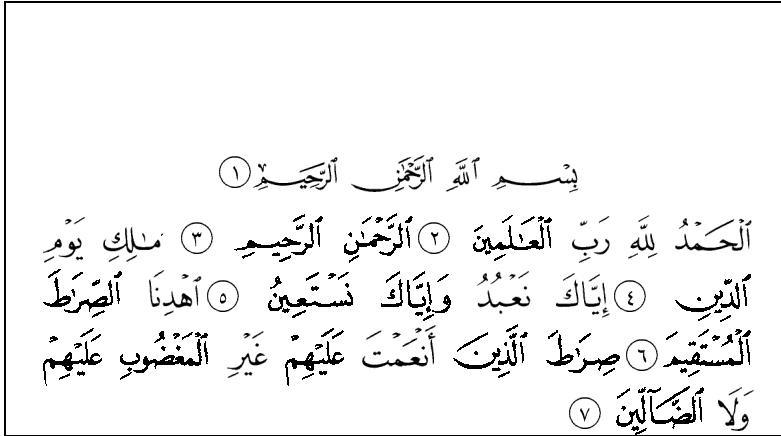 بِسْمِ ٱللَّهِ ٱلرَّحْمَٰنِ ٱلرَّحِيمِ ١
ٱلْحَمْدُ لِلَّهِ رَبِّ ٱلْعَـٰلَمِينَ ٢ ٱلرَّحْمَـٰنِ ٱلرَّحِيمِ ٣ مَـٰلِكِ يَوْمِ
ٱلدِّينِ ٤ إِيَّاكَ نَعْبُدُ وَإِيَّاكَ نَسْتَعِينُ ٥ ٱهْدِنَا ٱلصِّرَٰطَ
ٱلْمُسْتَقِيمَ ٦ صِرَٰطَ ٱلَّذِينَ أَنْعَمْتَ عَلَيْهِمْ غَيْرِ ٱلْمَغْضُوبِ عَلَيْهِمْ
وَلَا ٱلضَّآلِّينَ ٧